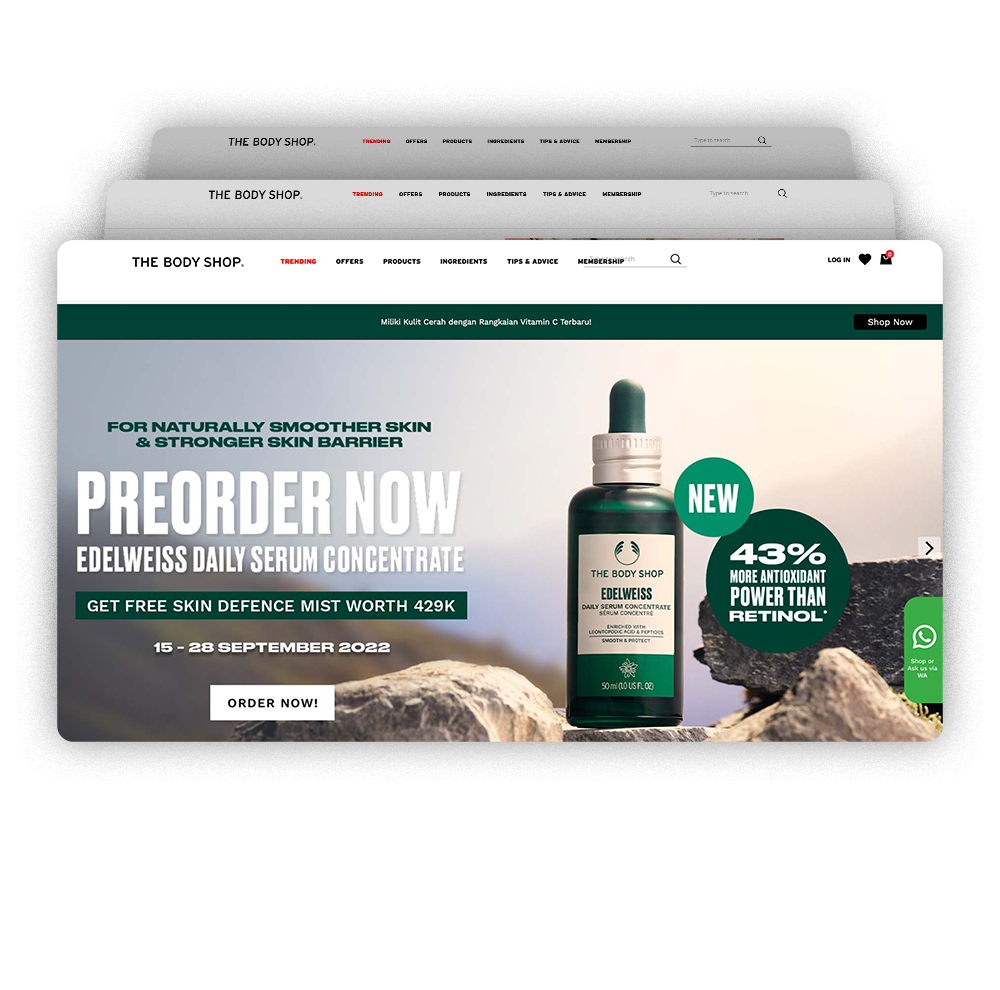 THE BODY SHOP. TRENDING OFFERS PRODUCTS INGREDIENTS TIPS & ADVICE MEMBERSHIP Type to search
THE BODY SHOP. TRENDING OFFERS PRODUCTS INGREDIENTS TIPS & ADVICE MEMBERSHIP Type to search
THE BODY SHOP. TRENDING OFFERS PRODUCTS INGREDIENTS TIPS & ADVICE MEMBERSHIP search LOG IN 0
Miliki Kulit Cerah dengan Rangkaian Vitamin C Terbaru! Shop Now
FOR NATURALLY SMOOTHER SKIN
& STRONGER SKIN BARRIER
PREORDER NOW
EDELWEISS DAILY SERUM CONCENTRATE
GET FREE SKIN DEFENCE MIST WORTH 429K
15 - 28 SEPTEMBER 2022
ORDER NOW!
THE BODY SHOP
EDELWEISS
DAILY SERUM CONCENTRATE
SÉRUM CONCENTRÉ
ENRICHED WITH
LEONTOPODIC ACID & PEPTIDES
SMOOTH & PROTECT
50 ml (1.0 US FL OZ)
NEW
43%
MORE ANTIOXIDANT
POWER THAN
RETINOL*
Shop or
Ask us via
WA